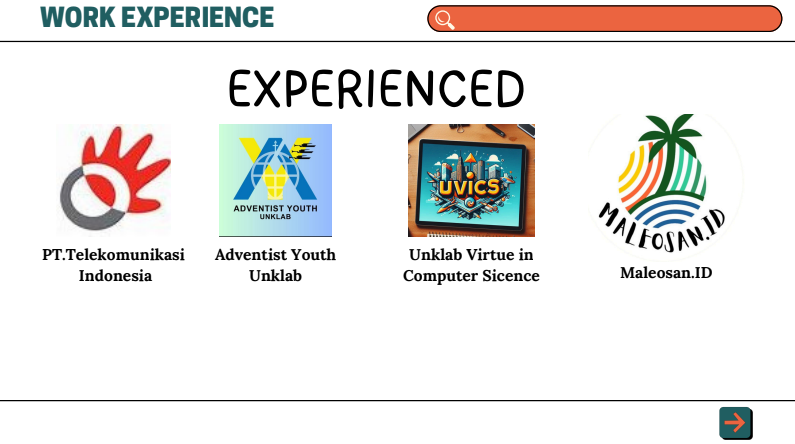 WORK EXPERIENCE
EXPERIENCED
ADVENTIST YOUTH
UNKLAB
UVICS
MALEOSAN.ID
PT.Telekomunikasi
Indonesia
Adventist Youth
Unklab
Unklab Virtue in
Computer Sicence
Maleosan.ID